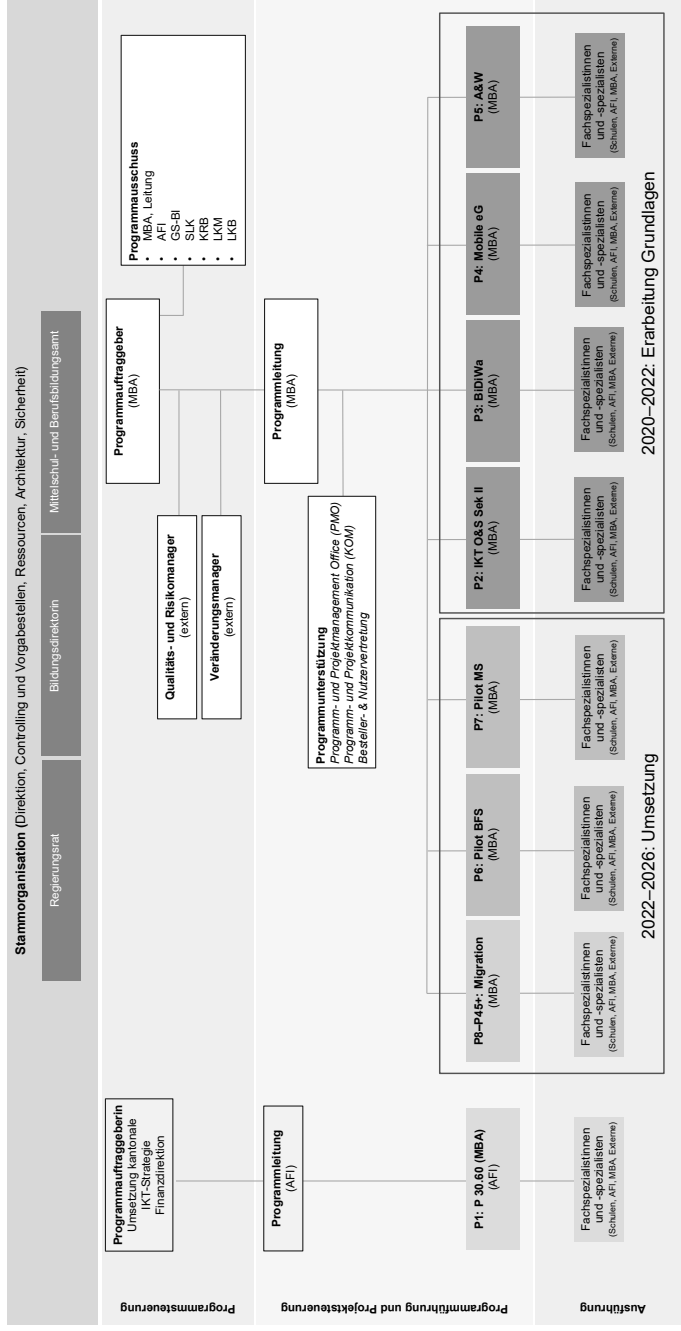 Stammorganisation (Direktion, Controlling und Vorgabestellen, Ressourcen, Architektur, Sicherheit)
Regierungsrat
Bildungsdirektorin
Mittelschul- und Berufsbildungsamt
Programmsteuerung
Programmauftraggeberin
Umsetzung kantonale
IKT-Strategie
Finanzdirektion
Programmauftraggeber
(MBA)
Programmausschuss
• MBA, Leitung
• AFI
• GS-BI
• SLK
• KRB
• LKM
• LKB
Qualitäts- und Risikomanager
(extern)
Veränderungsmanager
(extern)
Programmführung und Projektsteuerung
Programmleitung
(AFI)
Programmleitung
(MBA)
Programmunterstützung
Programm- und Projektmanagement Office (PMO)
Programm- und Projektkommunikation (KOM)
Besteller- & Nutzervertretung
P1: P 30.60 (MBA)
(AFI)
P8–P45+: Migration
(MBA)
P6: Pilot BFS
(MBA)
P7: Pilot MS
(MBA)
P2: IKT O&S Sek II
(MBA)
P3: BiDiWa
(MBA)
P4: Mobile eG
(MBA)
P5: A&W
(MBA)
Ausführung
Fachspezialistinnen
und -spezialisten
(Schulen, AFI, MBA, Externe)
Fachspezialistinnen
und -spezialisten
(Schulen, AFI, MBA, Externe)
Fachspezialistinnen
und -spezialisten
(Schulen, AFI, MBA, Externe)
Fachspezialistinnen
und -spezialisten
(Schulen, AFI, MBA, Externe)
Fachspezialistinnen
und -spezialisten
(Schulen, AFI, MBA, Externe)
Fachspezialistinnen
und -spezialisten
(Schulen, AFI, MBA, Externe)
Fachspezialistinnen
und -spezialisten
(Schulen, AFI, MBA, Externe)
Fachspezialistinnen
und -spezialisten
(Schulen, AFI, MBA, Externe)
2022–2026: Umsetzung
2020–2022: Erarbeitung Grundlagen